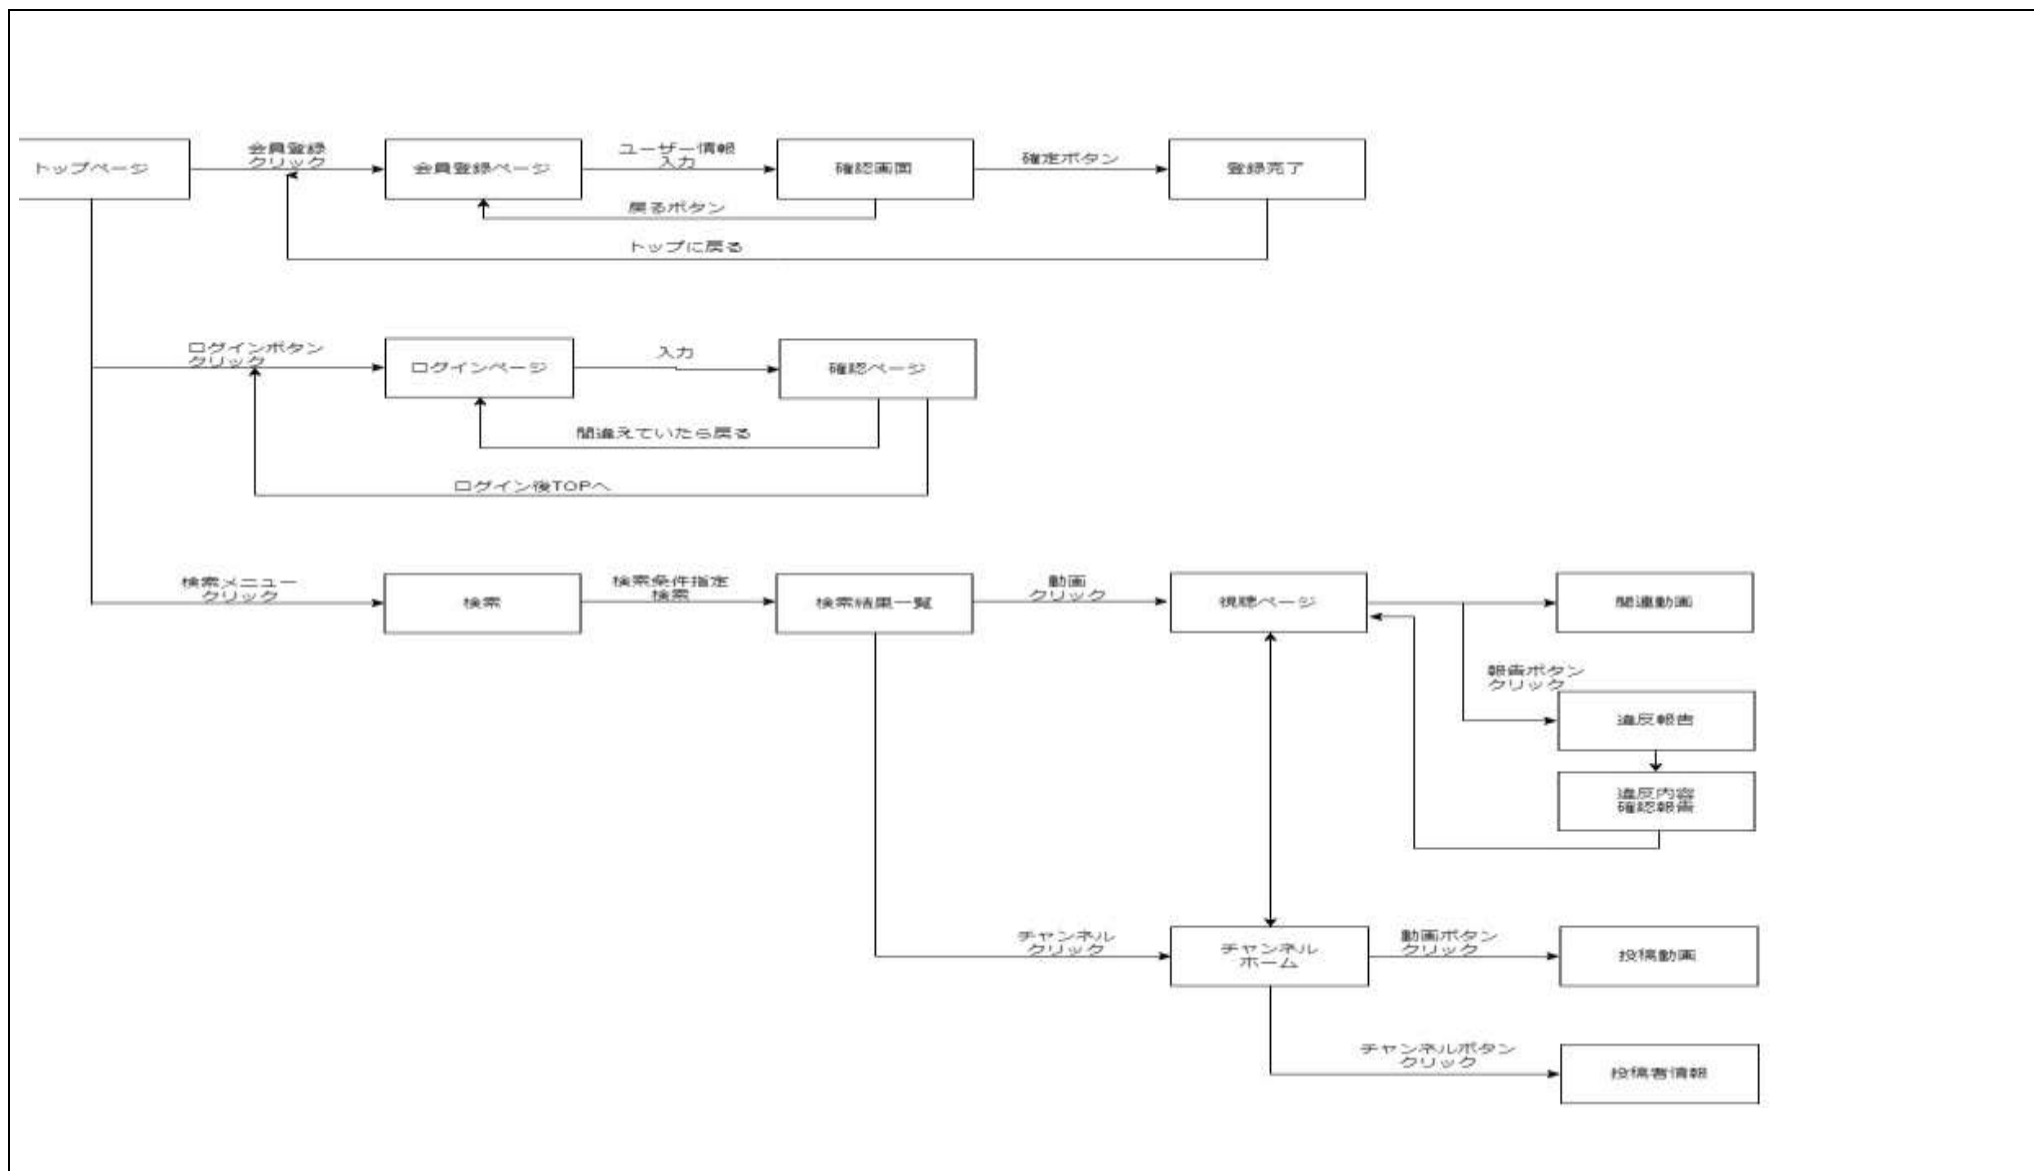 トップページ
会員登録
クリック
会員登録ページ
ユーザー情報
入力
確認画面
確定ボタン
登録完了
戻るボタン
トップに戻る
ログインボタン
クリック
ログインページ
入力
確認ページ
間違えていたら戻る
ログイン後TOPへ
検索メニュー
クリック
検索
検索条件指定
検索
検索結果一覧
動画
クリック
視聴ページ
関連動画
報告ボタン
クリック
違反報告
違反内容
確認報告
チャンネル
クリック
チャンネル
ホーム
動画ボタン
クリック
投稿動画
チャンネルボタン
クリック
投稿者情報